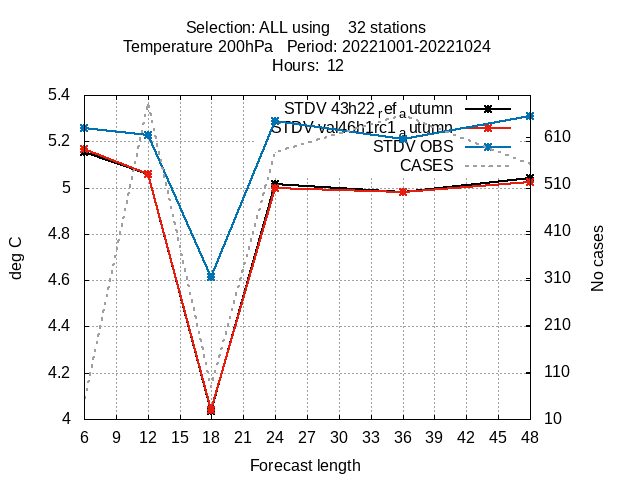 Selection: ALL using    32 stations
Temperature 200hPa   Period: 20221001-20221024
Hours:  12
5.4
5.2
5
4.8
4.6
4.4
4.2
4
deg C
STDV 43h22_ref_autumn
STDV val46h1rc1_autumn
STDV OBS
CASES
610
510
410
310
210
110
10
No cases
6 9 12 15 18 21 24 27 30 33 36 39 42 45 48
Forecast length